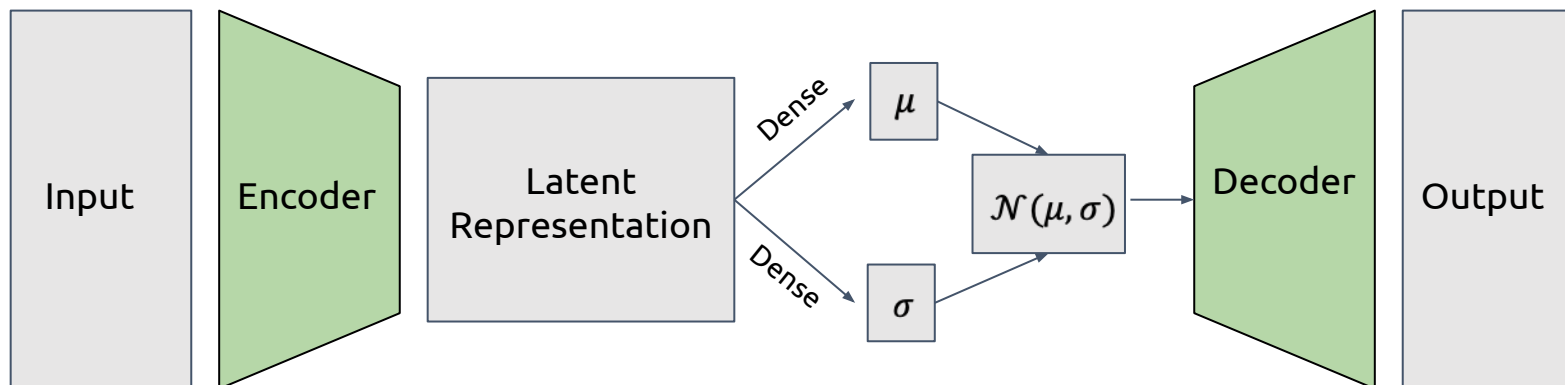 Input
Encoder
Latent
Representation
Dense
Dense
μ
σ
𝒩(μ, σ)
Decoder
Output